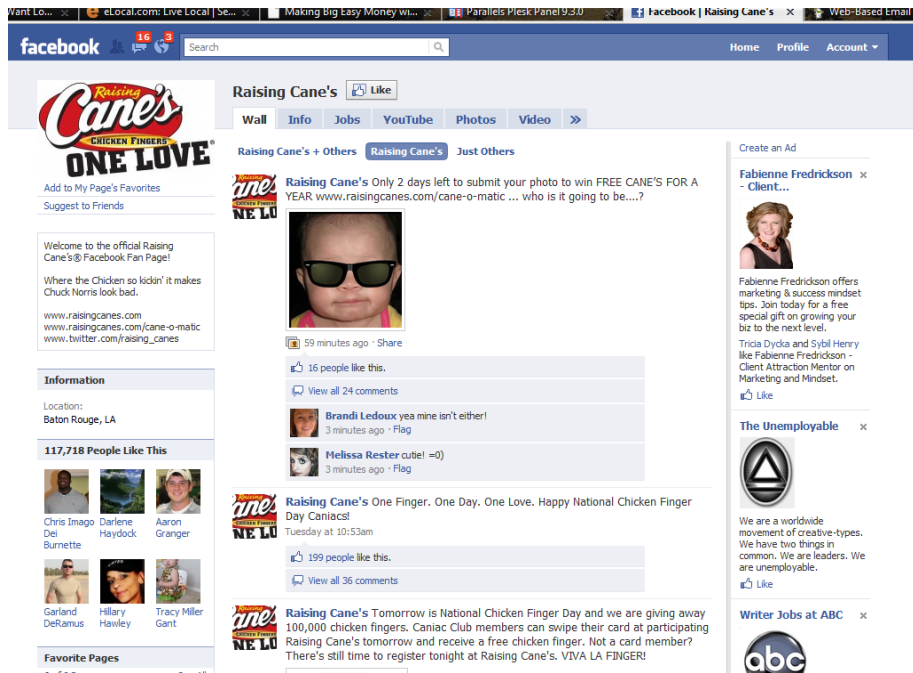 Want Lo...
eLocal.com: Live Local | Se...
Making Big Easy Money wi...
Parallels Plesk Panel 9.3.0
Facebook | Raising Cane's
Web-Based Email
facebook
16
3
Search
Home Profile Account
Raising
Cane's
CHICKEN FINGERS
ONE LOVE®
Add to My Page's Favorites
Suggest to Friends
Welcome to the official Raising
Cane's® Facebook Fan Page!
Where the Chicken so kickin' it makes
Chuck Norris look bad.
www.raisingcanes.com
www.raisingcanes.com/cane-o-matic
www.twitter.com/raising_canes
Information
Location:
Baton Rouge, LA
117,718 People Like This
Chris Imago
Dei
Burnette
Darlene
Haydock
Aaron
Granger
Garland
DeRamus
Hillary
Hawley
Tracy Miller
Gant
Favorite Pages
Raising Cane's Like
Wall Info Jobs YouTube Photos Video »
Raising Cane's + Others Raising Cane's Just Others
Raising Cane's Only 2 days left to submit your photo to win FREE CANE'S FOR A
YEAR www.raisingcanes.com/cane-o-matic ... who is it going to be....?
59 minutes ago · Share
16 people like this.
View all 24 comments
Brandi Ledoux yea mine isn't either!
3 minutes ago · Flag
Melissa Rester cutie! =0)
3 minutes ago · Flag
Raising Cane's One Finger. One Day. One Love. Happy National Chicken Finger
Day Caniacs!
Tuesday at 10:53am
199 people like this.
View all 36 comments
Raising Cane's Tomorrow is National Chicken Finger Day and we are giving away
100,000 chicken fingers. Caniac Club members can swipe their card at participating
Raising Cane's tomorrow and receive a free chicken finger. Not a card member?
There's still time to register tonight at Raising Cane's. VIVA LA FINGER!
Create an Ad
Fabienne Fredrickson
- Client...
Fabienne Fredrickson offers
marketing & success mindset
tips. Join today for a free
special gift on growing your
biz to the next level.
Tricia Dycka and Sybil Henry
like Fabienne Fredrickson -
Client Attraction Mentor on
Marketing and Mindset.
Like
The Unemployable
We are a worldwide
movement of creative-types.
We have two things in
common. We are leaders. We
are unemployable.
Like
Writer Jobs at ABC
abc